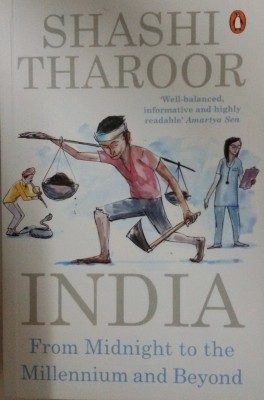 SHASHI
THAROOR
'Well-balanced,
informative and highly
readable' Amartya Sen
INDIA
From Midnight to the
Millennium and Beyond